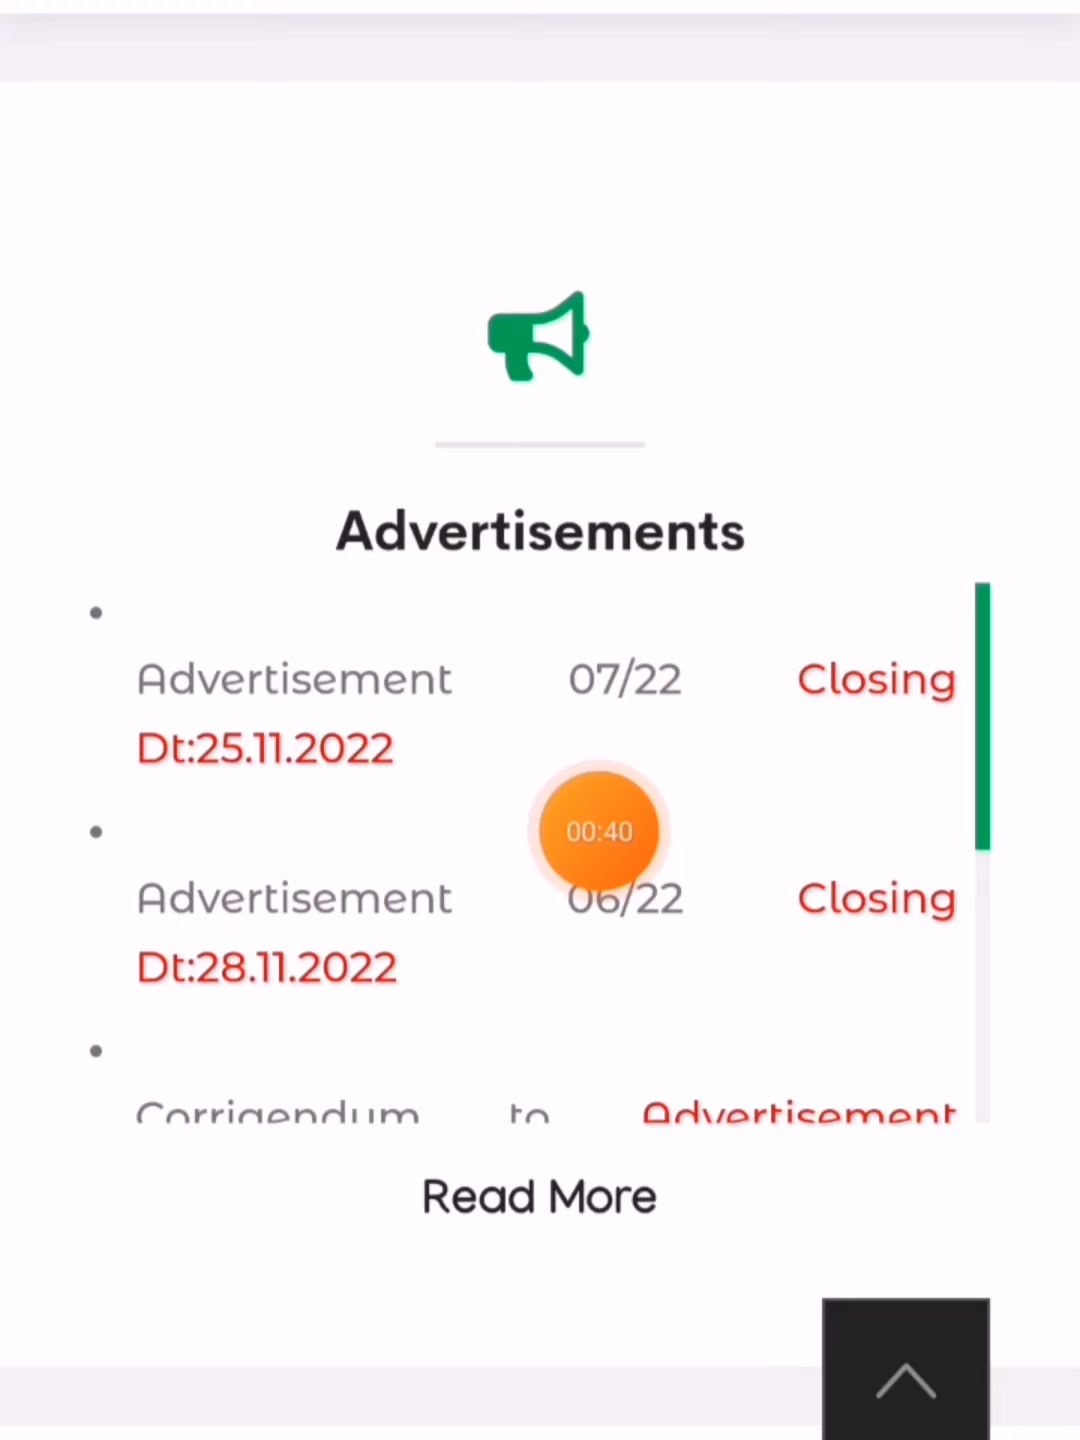 Advertisements
Advertisement 07/22 Closing
Dt:25.11.2022
00:40
Advertisement 06/22 Closing
Dt:28.11.2022
Corrigendum to Advertisement
Read More